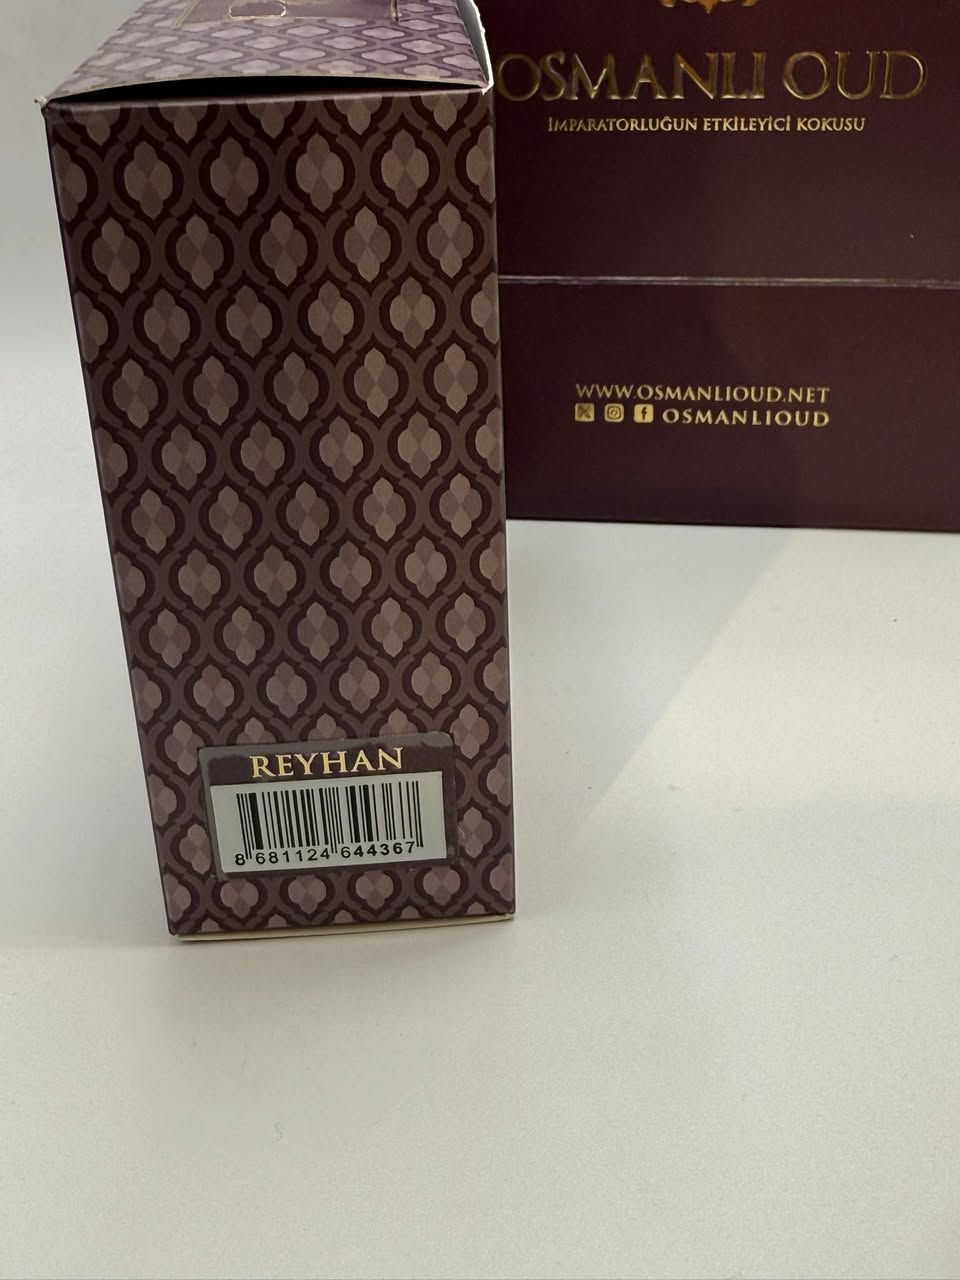 OSMANLI OUD
İMPARATORLUĞUN ETKİLEYİCİ KOKUSU
WWW.OSMANLIOUD.NET
OSMANLIOUD
REYHAN
8 681124 644367